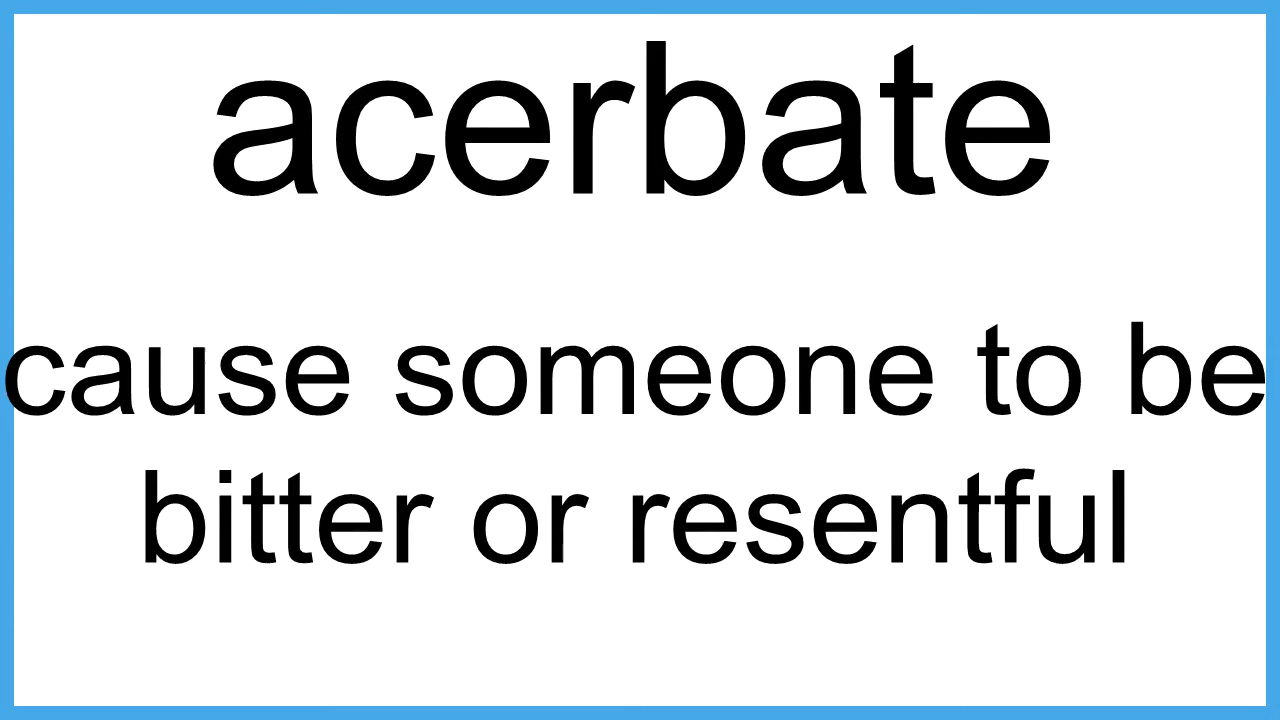 acerbate
cause someone to be
bitter or resentful